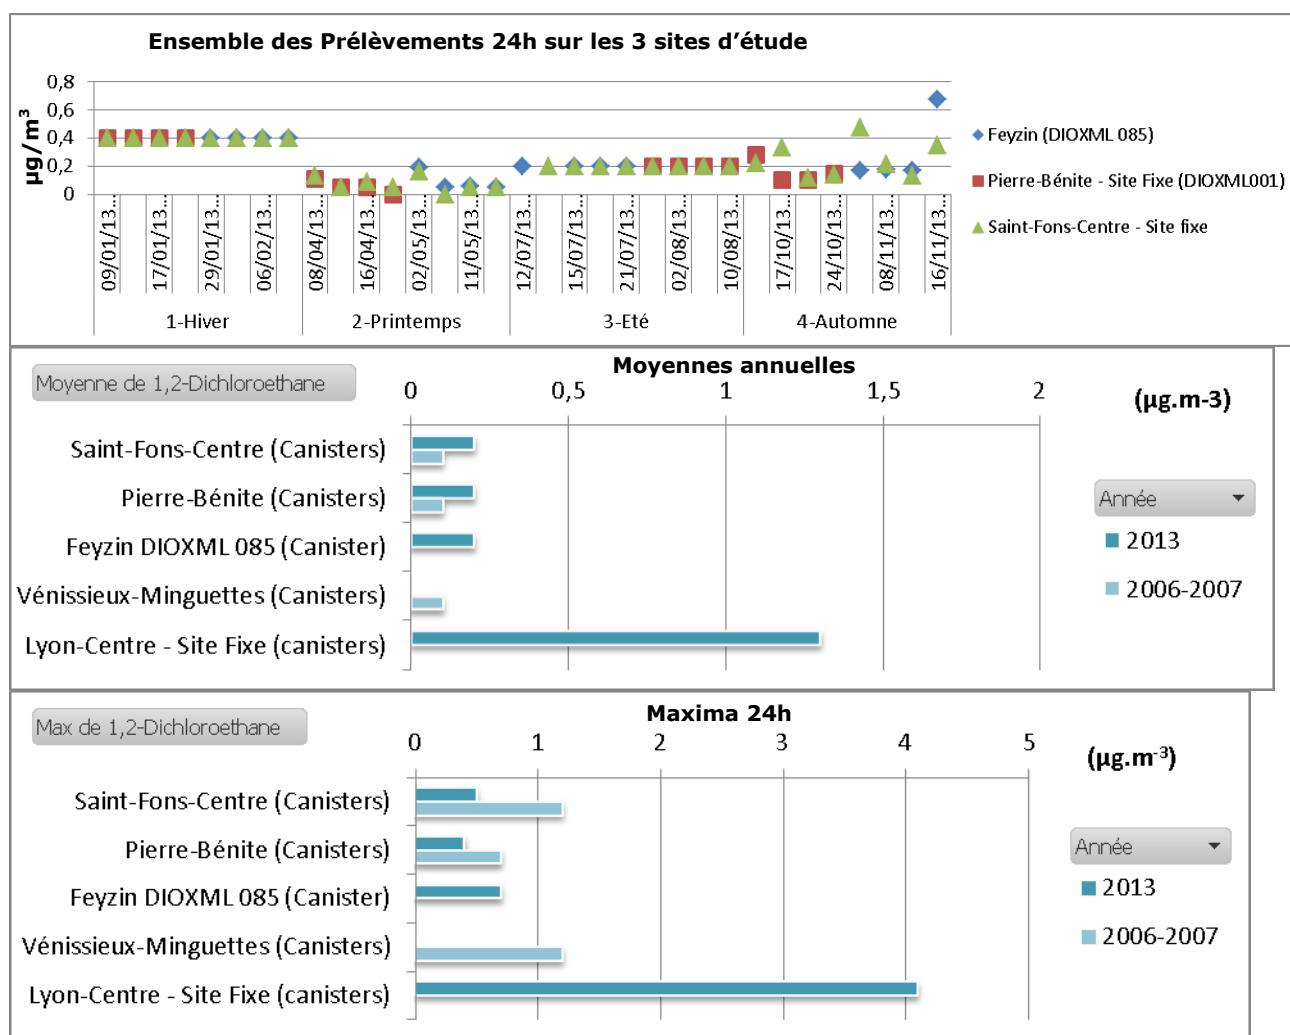 Ensemble des Prélèvements 24h sur les 3 sites d'étude
µg/m³
0,8
0,6
0,4
0,2
0
09/01/13...
17/01/13...
29/01/13...
06/02/13...
08/04/13...
16/04/13...
02/05/13...
11/05/13...
12/07/13...
15/07/13...
21/07/13...
02/08/13...
10/08/13...
17/10/13...
24/10/13...
08/11/13...
16/11/13...
1-Hiver
2-Printemps
3-Eté
4-Automne
Feyzin (DIOXML 085)
Pierre-Bénite - Site Fixe (DIOXML001)
Saint-Fons-Centre - Site fixe
Moyennes annuelles
Moyenne de 1,2-Dichloroethane
0 0,5 1 1,5 2
(µg.m-3)
Saint-Fons-Centre (Canisters)
Pierre-Bénite (Canisters)
Feyzin DIOXML 085 (Canister)
Vénissieux-Minguettes (Canisters)
Lyon-Centre - Site Fixe (canisters)
Année
2013
2006-2007
Maxima 24h
Max de 1,2-Dichloroethane
0 1 2 3 4 5
(µg.m-³)
Saint-Fons-Centre (Canisters)
Pierre-Bénite (Canisters)
Feyzin DIOXML 085 (Canister)
Vénissieux-Minguettes (Canisters)
Lyon-Centre - Site Fixe (canisters)
Année
2013
2006-2007